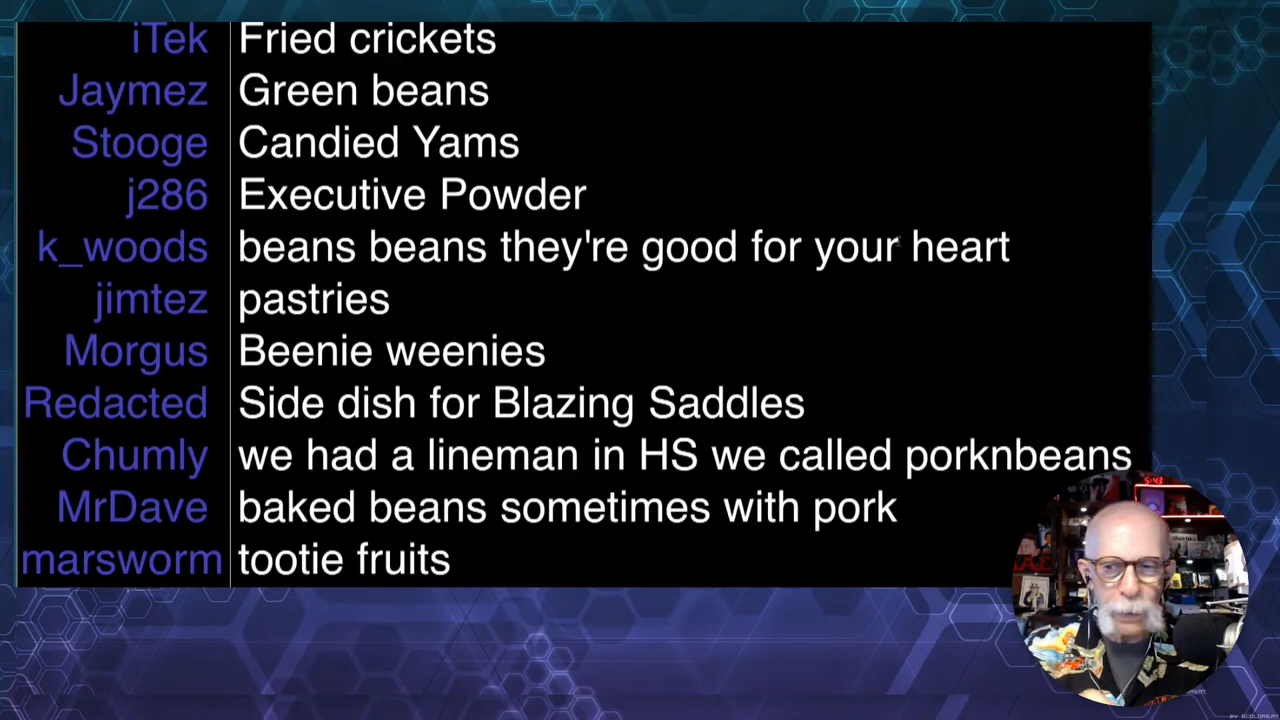 iTek Fried crickets
Jaymez Green beans
Stooge Candied Yams
j286 Executive Powder
k_woods beans beans they're good for your heart
jimtez pastries
Morgus Beenie weenies
Redacted Side dish for Blazing Saddles
Chumly we had a lineman in HS we called porknbeans
MrDave baked beans sometimes with pork
marsworm tootie fruits
5:43